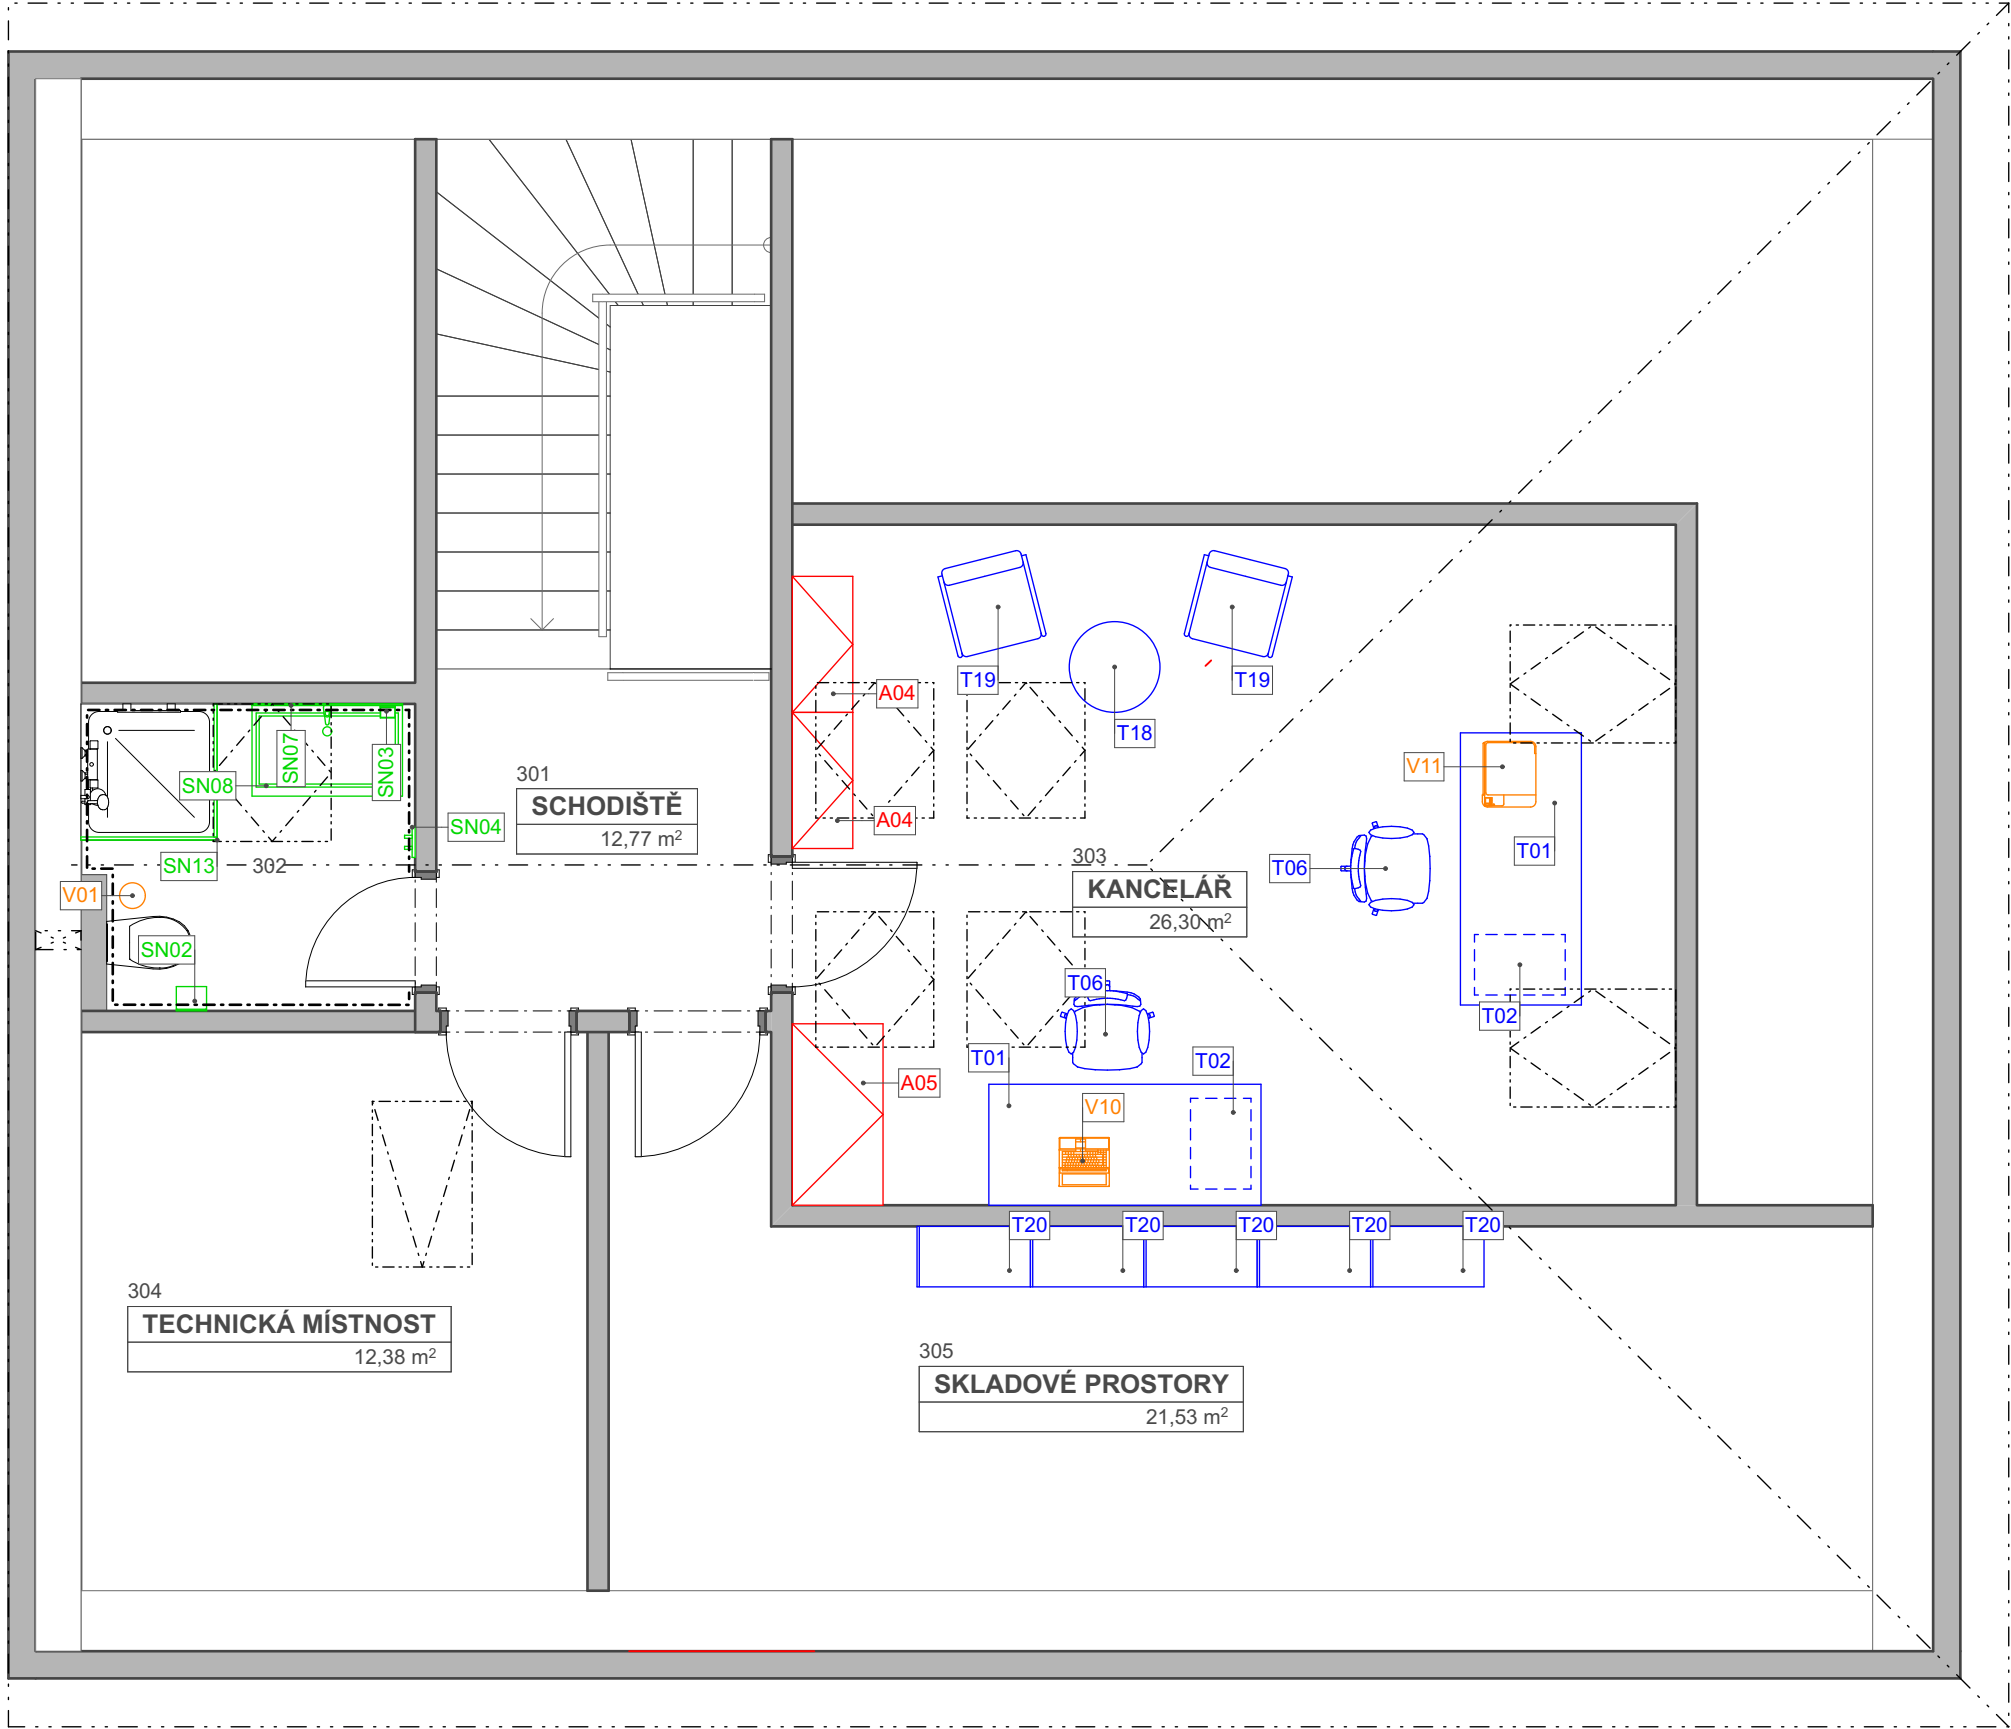 T19
T19
A04
T18
SN07
SN03
V11
301
SCHODIŠTĚ
12,77 m²
SN08
A04
SN04
T01
303
SN13
302
T06
KANCELÁŘ
26,30 m²
V01
SN02
T06
T02
T01
T02
A05
V10
T20
T20
T20
T20
T20
304
TECHNICKÁ MÍSTNOST
12,38 m²
305
SKLADOVÉ PROSTORY
21,53 m²